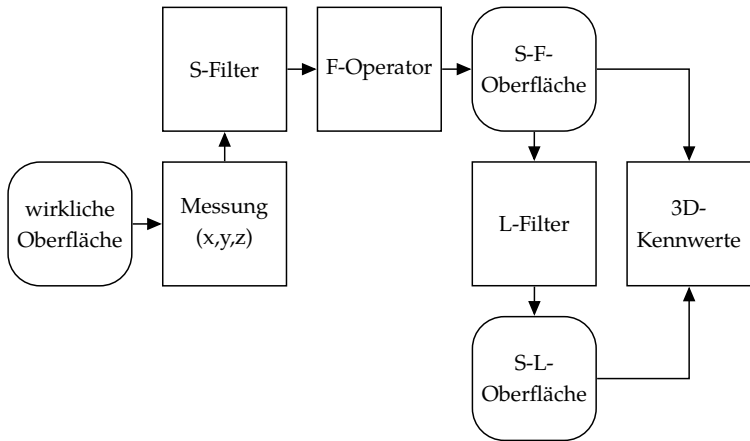 wirkliche
Oberfläche
Messung
(x,y,z)
S-Filter
F-Operator
S-F-
Oberfläche
L-Filter
S-L-
Oberfläche
3D-
Kennwerte